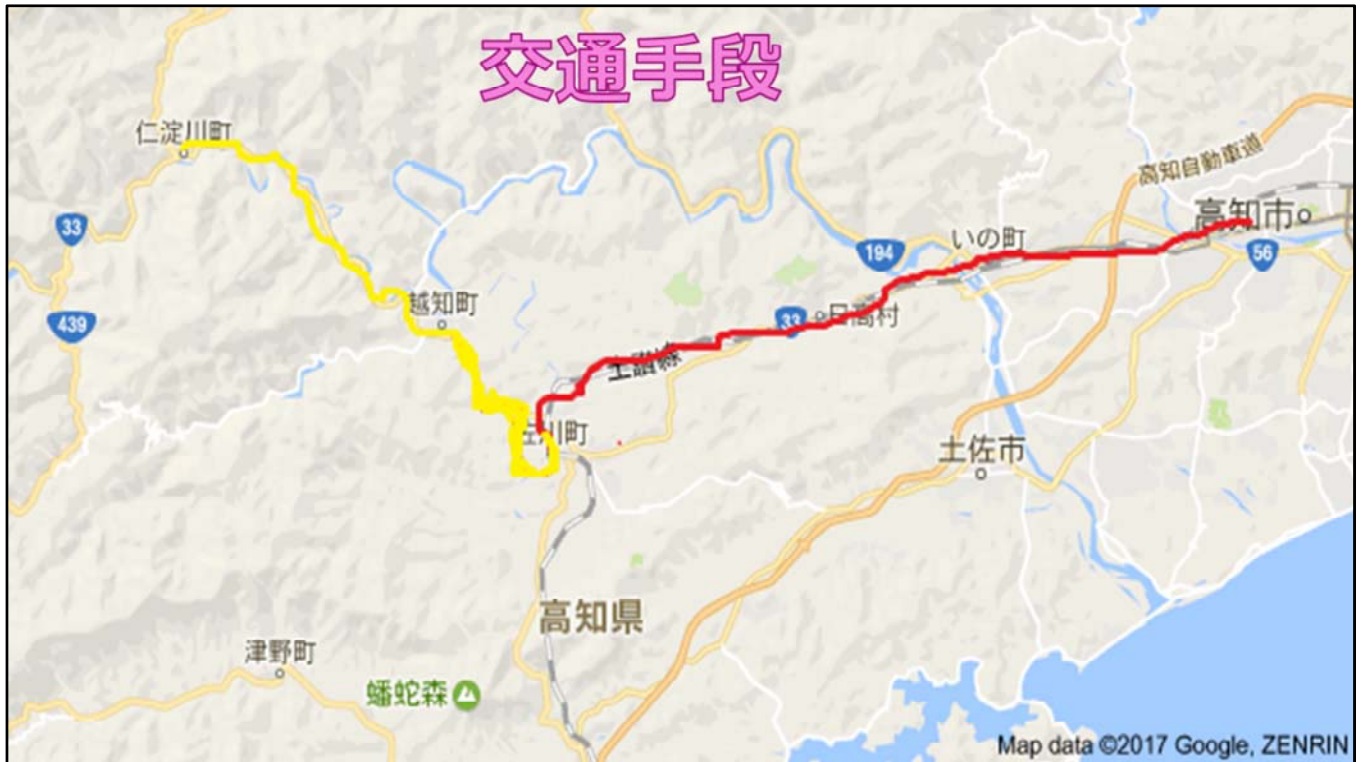 交通手段
仁淀川町
高知自動車道
高知市
33
いの町
194
56
越知町
439
33
日高村
土讃線
佐川町
土佐市
高知県
津野町
蟠蛇森
Map data ©2017 Google, ZENRIN